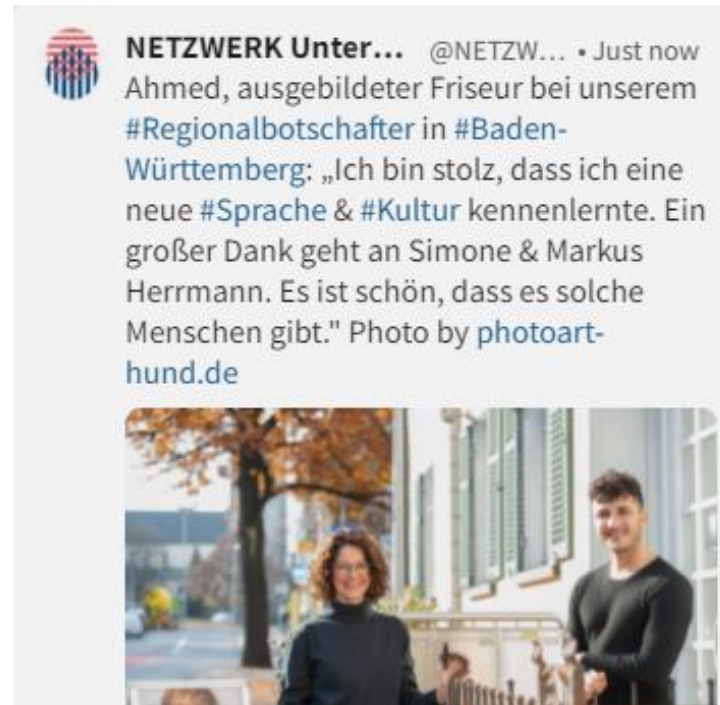 NETZWERK Unter... @NETZW... • Just now
Ahmed, ausgebildeter Friseur bei unserem
#Regionalbotschafter in #Baden-
Württemberg: „Ich bin stolz, dass ich eine
neue #Sprache & #Kultur kennenlernte. Ein
großer Dank geht an Simone & Markus
Herrmann. Es ist schön, dass es solche
Menschen gibt." Photo by photoart-
hund.de